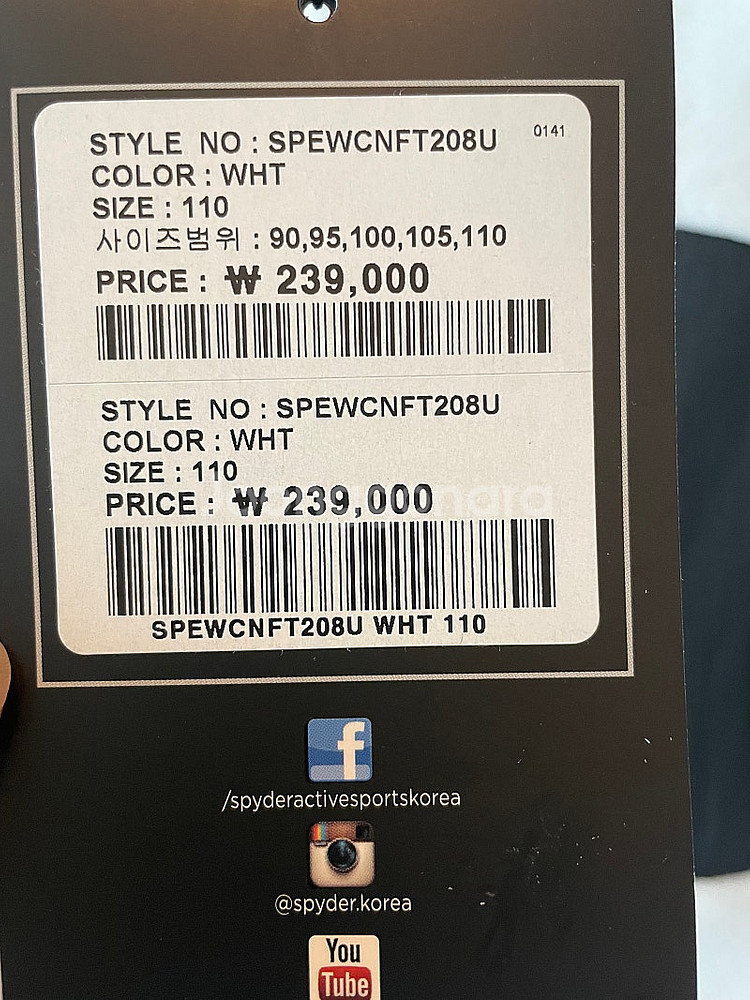 STYLE NO : SPEWCNFT208U 0141
COLOR : WHT
SIZE : 110
사이즈범위 : 90,95,100,105,110
PRICE : ₩ 239,000
STYLE NO : SPEWCNFT208U
COLOR : WHT
SIZE : 110
PRICE : ₩ 239,000
SPEWCNFT208U WHT 110
f
/spyderactivesportskorea
@spyder.korea
You
Tube